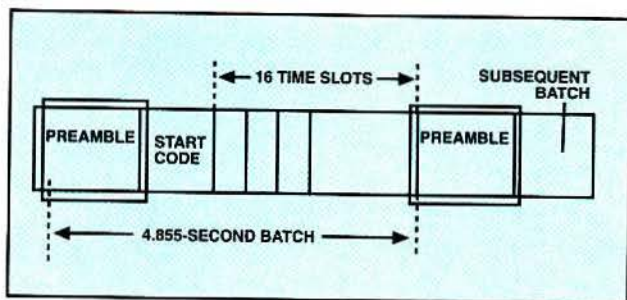 16 TIME SLOTS
SUBSEQUENT
BATCH
PREAMBLE
START
CODE
PREAMBLE
4.855-SECOND BATCH